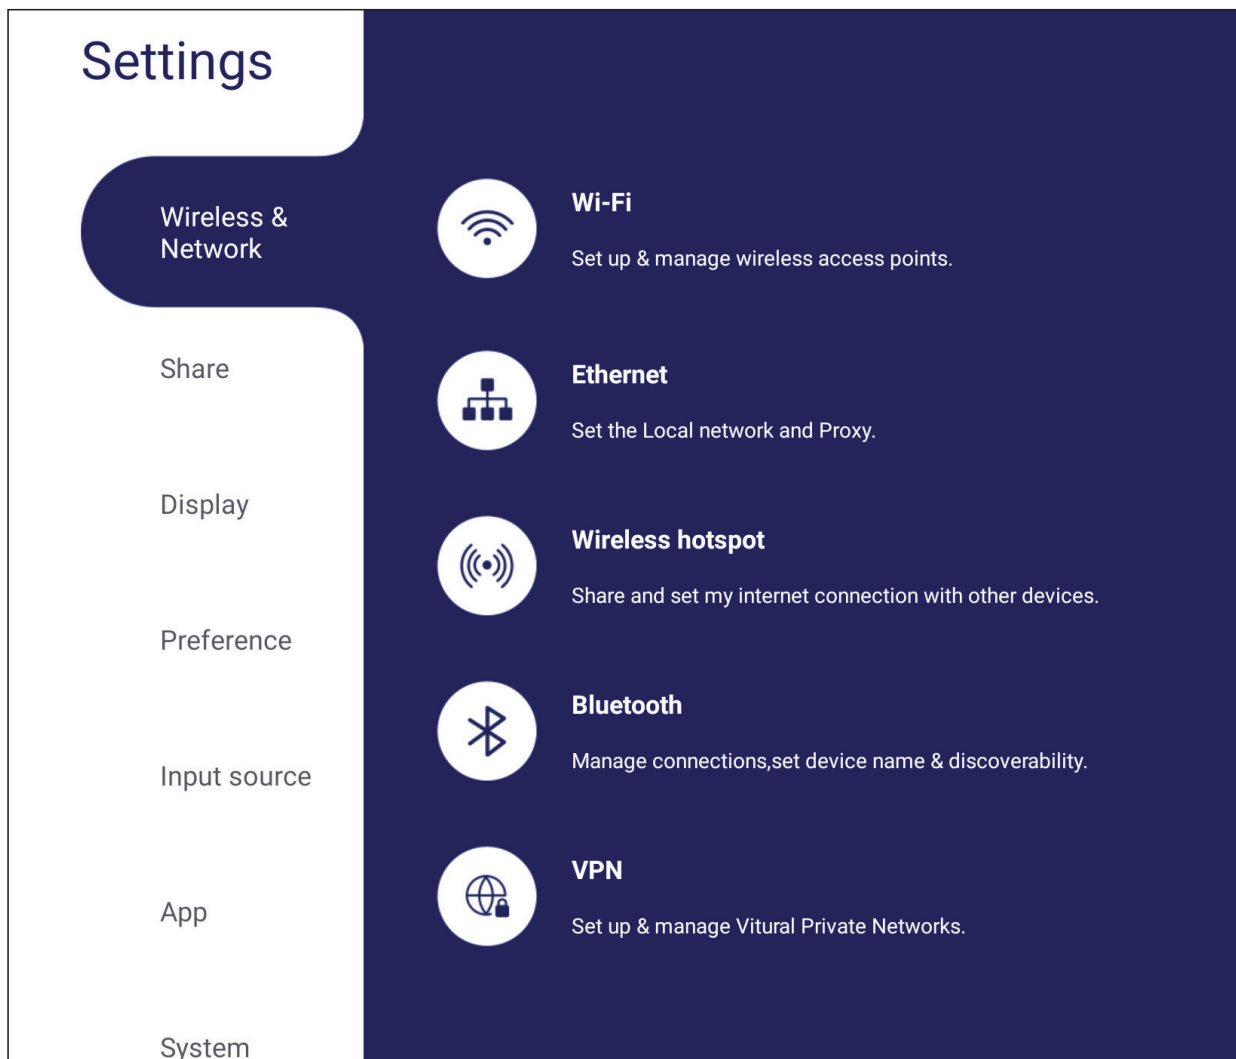 Settings
Wireless &
Network
Share
Display
Preference
Input source
App
System
Wi-Fi
Set up & manage wireless access points.
Ethernet
Set the Local network and Proxy.
Wireless hotspot
Share and set my internet connection with other devices.
Bluetooth
Manage connections,set device name & discoverability.
VPN
Set up & manage Vitural Private Networks.